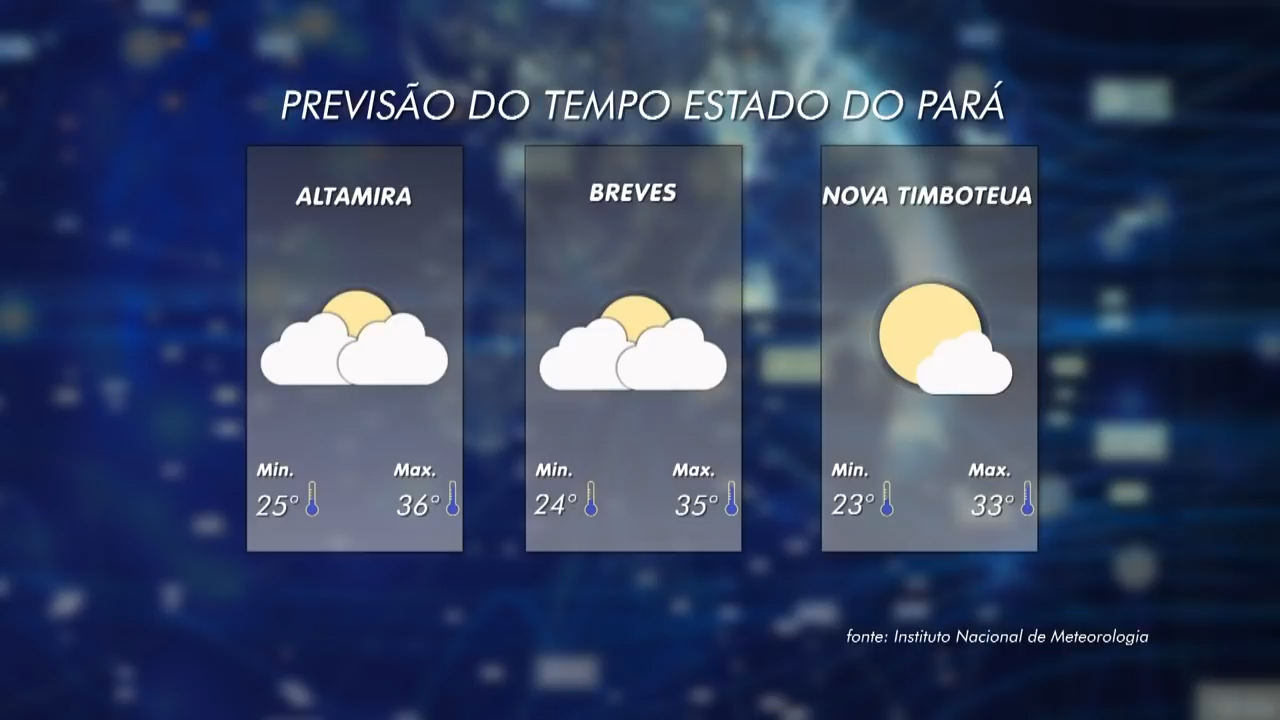 PREVISÃO DO TEMPO ESTADO DO PARÁ
ALTAMIRA
Min. Max.
25° 36°
BREVES
Min. Max.
24° 35°
NOVA TIMBOTEUA
Min. Max.
23° 33°
fonte: Instituto Nacional de Meteorologia